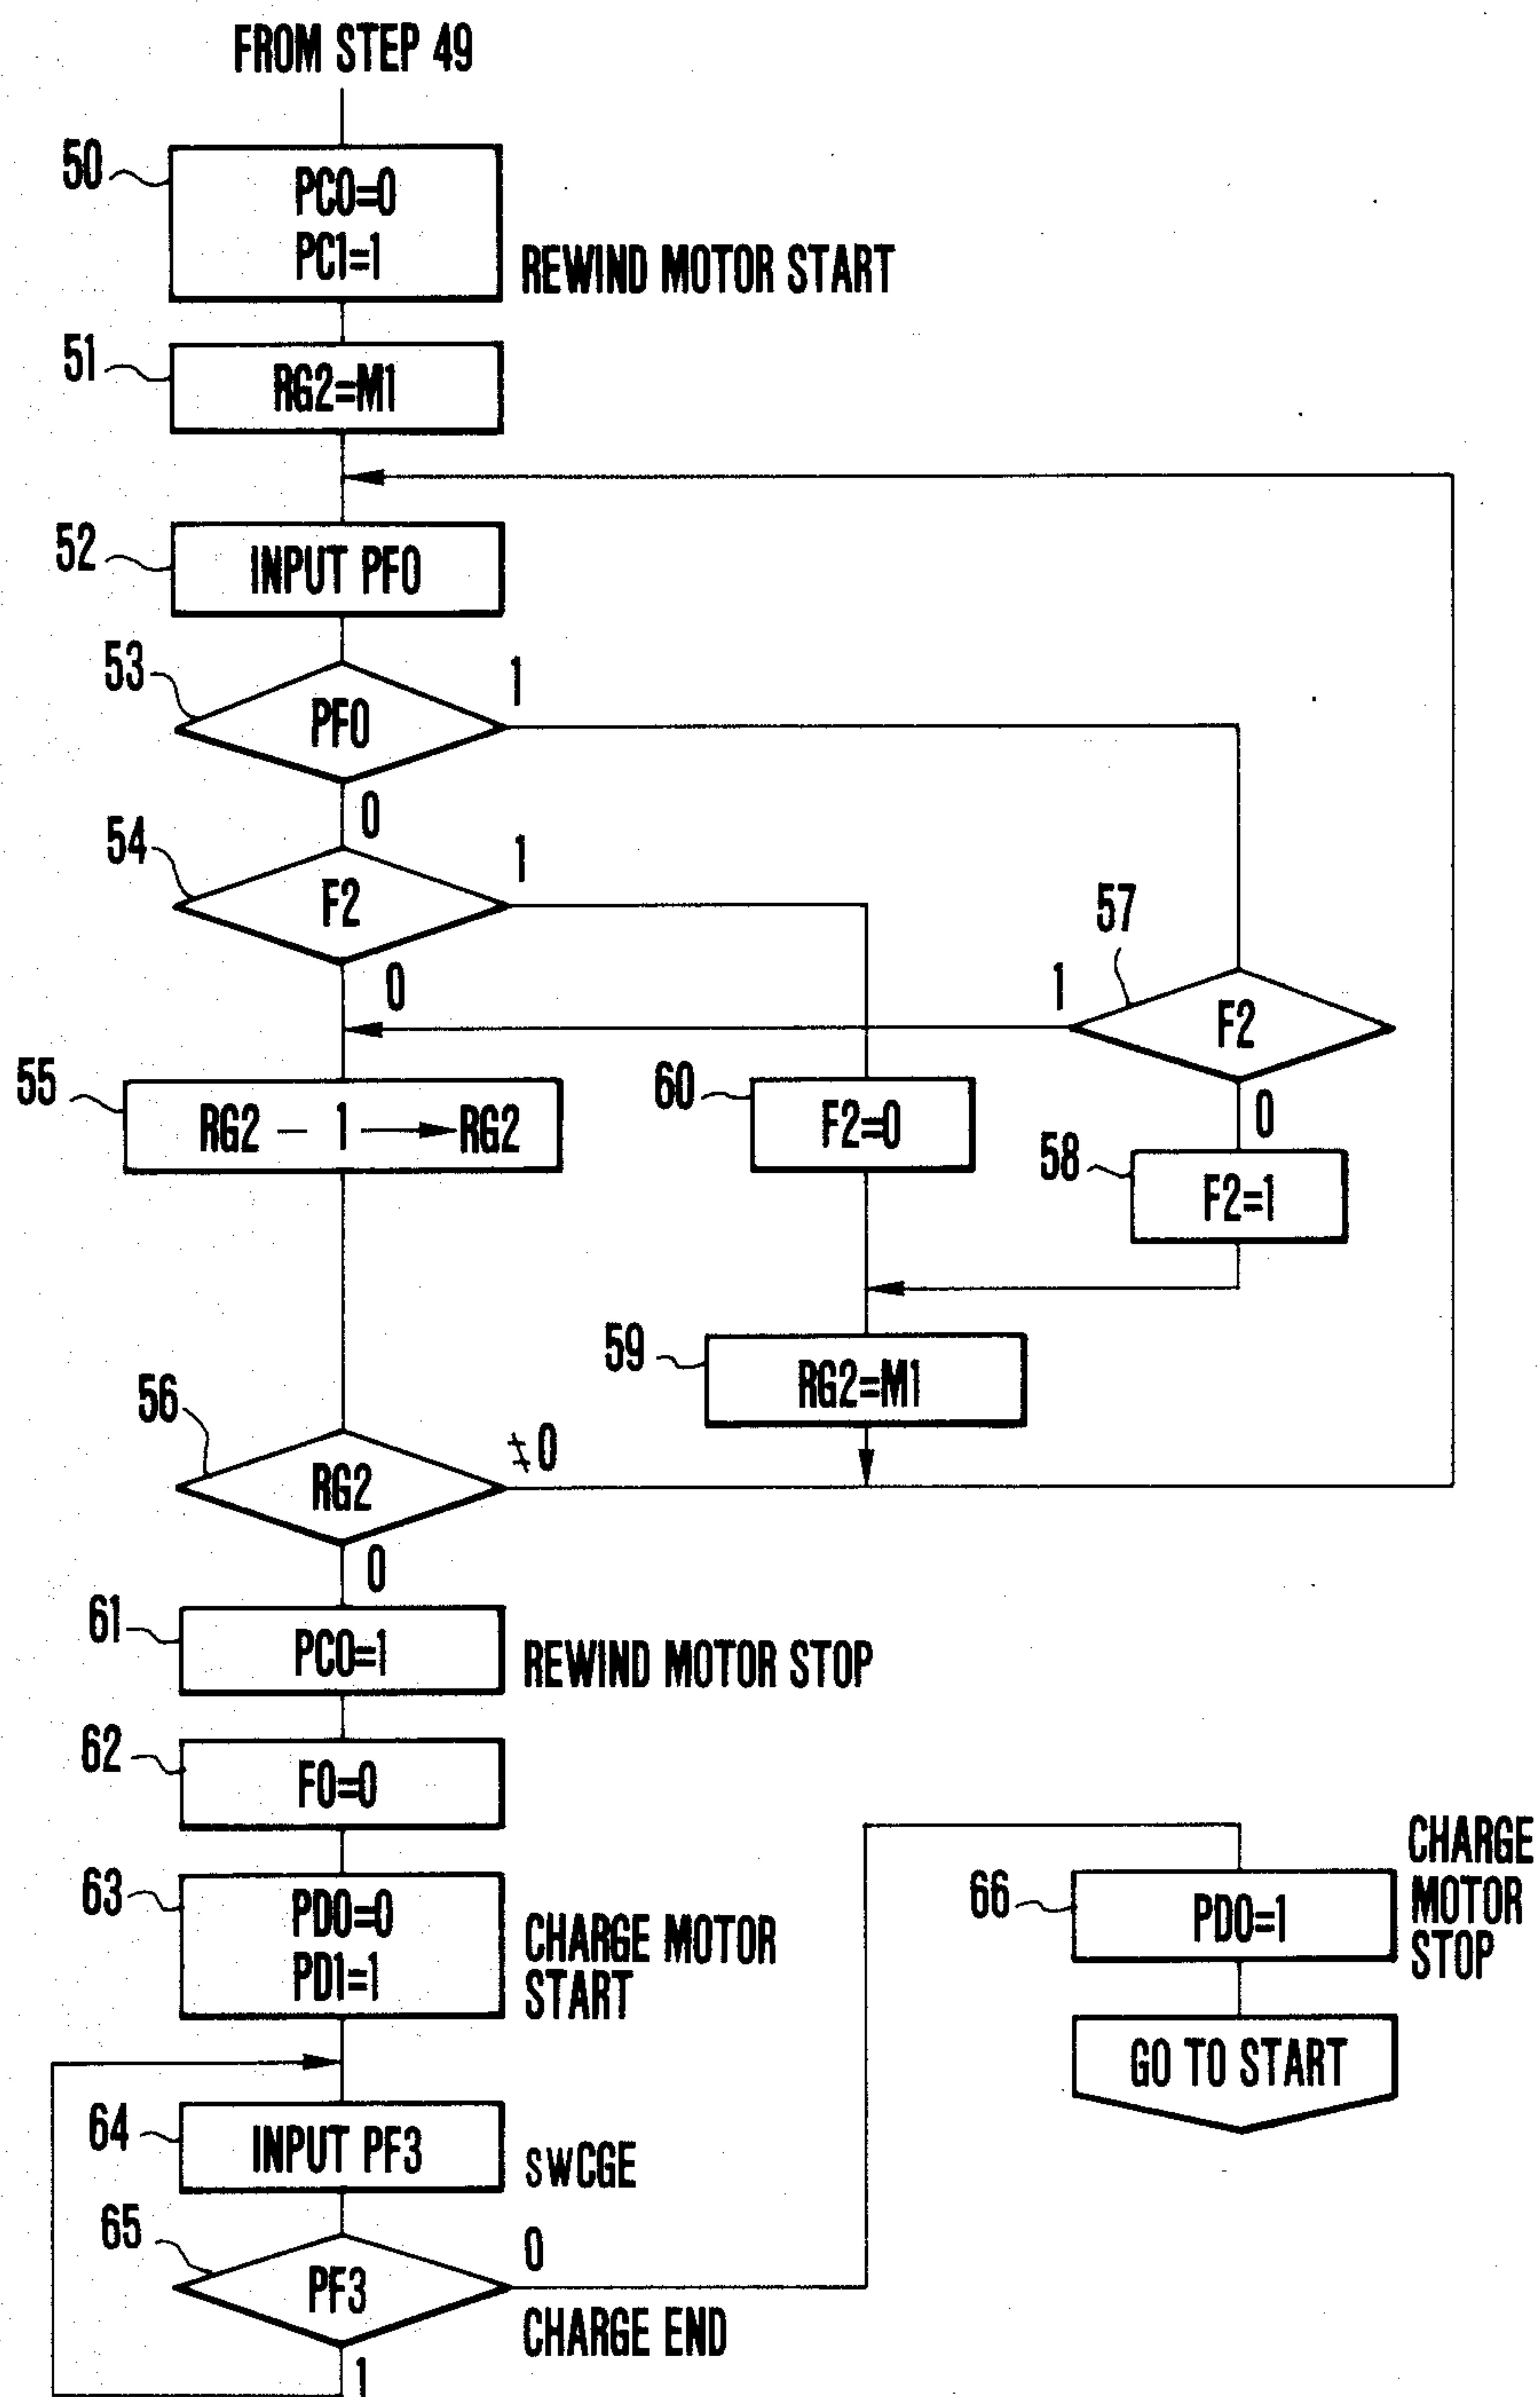 FROM STEP 49
50
PC0=0
PC1=1
REWIND MOTOR START
51
RG2=M1
52
INPUT PF0
53
PF0
1
0
54
F2
1
0
57
F2
1
0
55
RG2 — 1 → RG2
60
F2=0
58
F2=1
59
RG2=M1
56
RG2
≠0
0
61
PC0=1
REWIND MOTOR STOP
62
F0=0
63
PD0=0
PD1=1
CHARGE MOTOR
START
64
INPUT PF3
SWCGE
65
PF3
0
CHARGE END
1
66
PD0=1
CHARGE
MOTOR
STOP
GO TO START